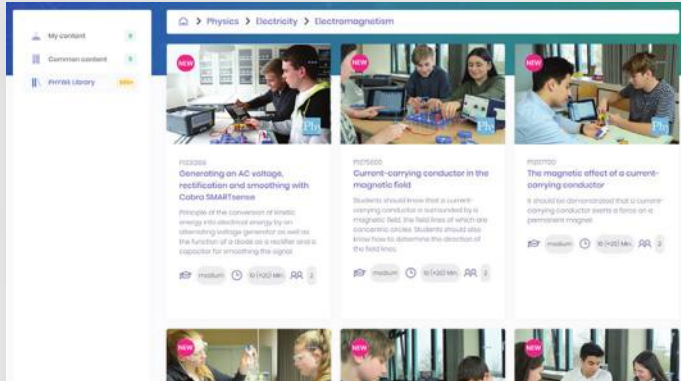 Physics > Electricity > Electromagnetism
My content
Common content
PHYWE Library
NEW
NEW
NEW
Phy
Phy
Phy
Generating an AC voltage,
rectification and smoothing with
Cobra SMARTsense
Principle of the conversion of kinetic
energy into electrical energy by an
alternating voltage generator as well as
the function of a diode as a rectifier and a
capacitor for smoothing the signal
medium 10 (+20) Min. 2
P1375600
Current-carrying conductor in the
magnetic field
Students should know that a current-
carrying conductor is surrounded by a
magnetic field, the field lines of which are
concentric circles. Students should also
know how to determine the direction of
the field lines.
medium 10 (+20) Min. 2
The magnetic effect of a current-
carrying conductor
It should be demonstrated that a current-
carrying conductor exerts a force on a
permanent magnet
medium 10 (+20) Min. 2
NEW
NEW
NEW